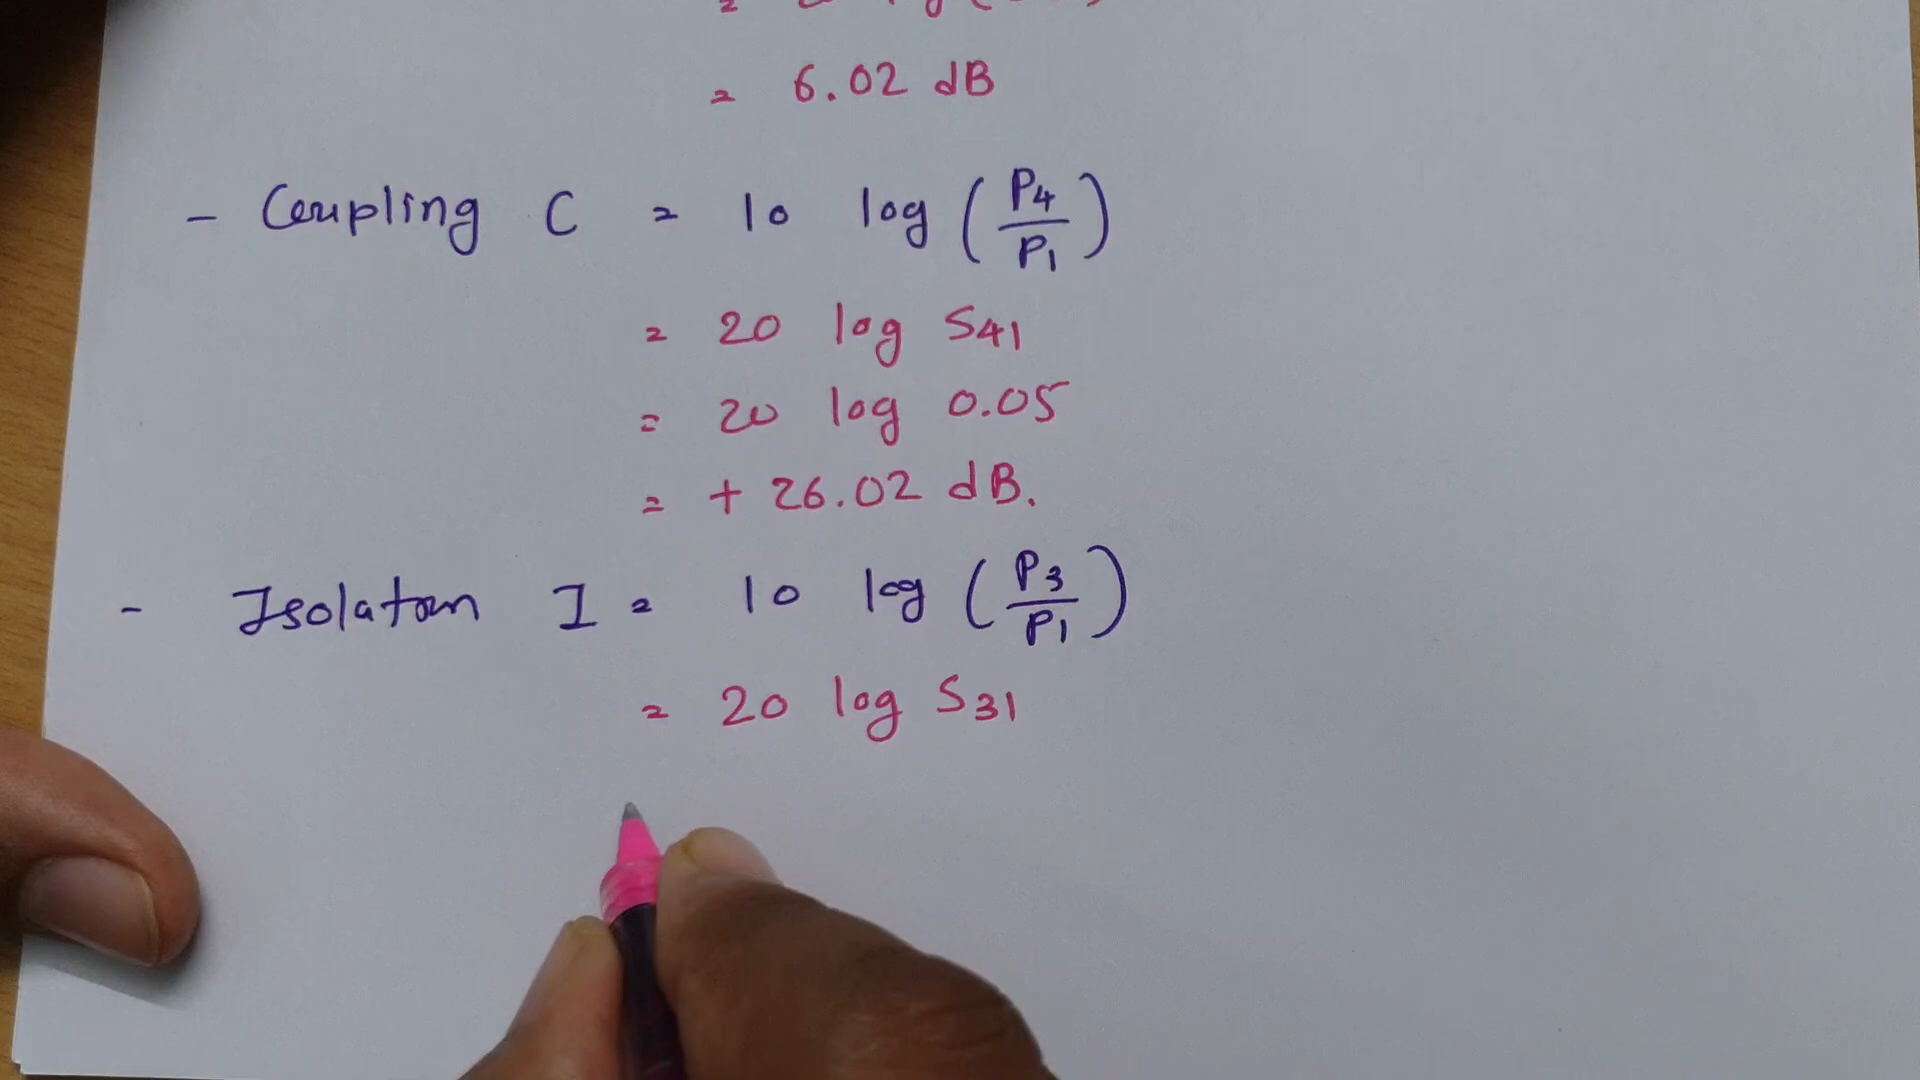 = 6.02 dB
- Coupling C = 10 log (P4/P1)
= 20 log S41
= 20 log 0.05
= + 26.02 dB.
- Isolation I = 10 log (P3/P1)
= 20 log S31